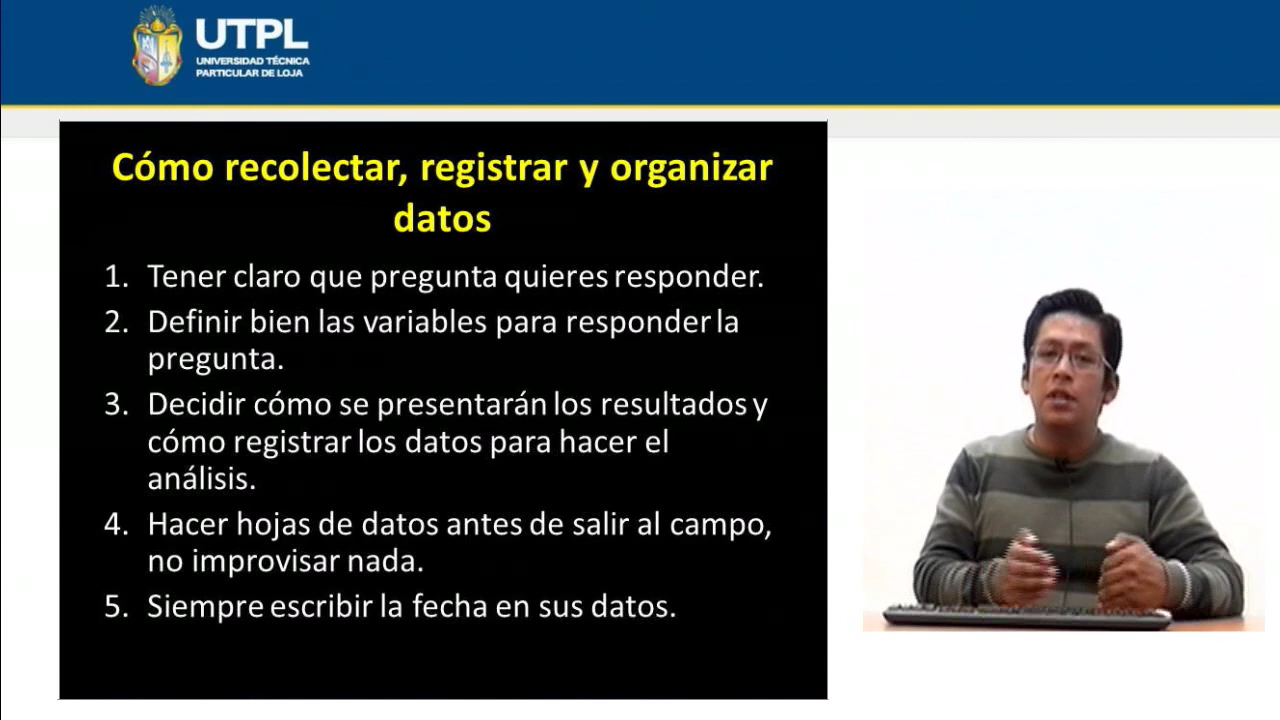 UTPL
UNIVERSIDAD TÉCNICA
PARTICULAR DE LOJA
Cómo recolectar, registrar y organizar
datos
1. Tener claro que pregunta quieres responder.
2. Definir bien las variables para responder la
pregunta.
3. Decidir cómo se presentarán los resultados y
cómo registrar los datos para hacer el
análisis.
4. Hacer hojas de datos antes de salir al campo,
no improvisar nada.
5. Siempre escribir la fecha en sus datos.